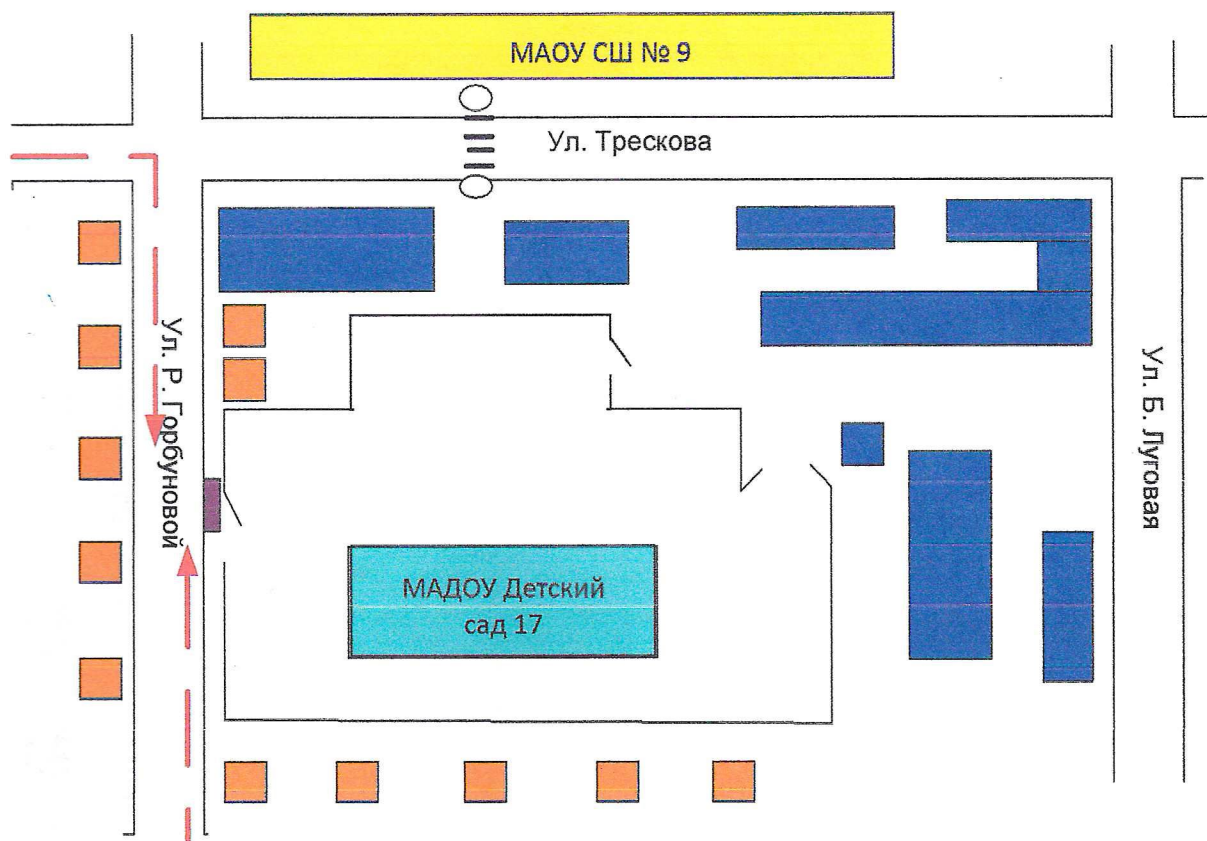 МАОУ СШ № 9
Ул. Трескова
Ул. Р. Горбуновой
Ул. Б. Луговая
МАДОУ Детский
сад 17